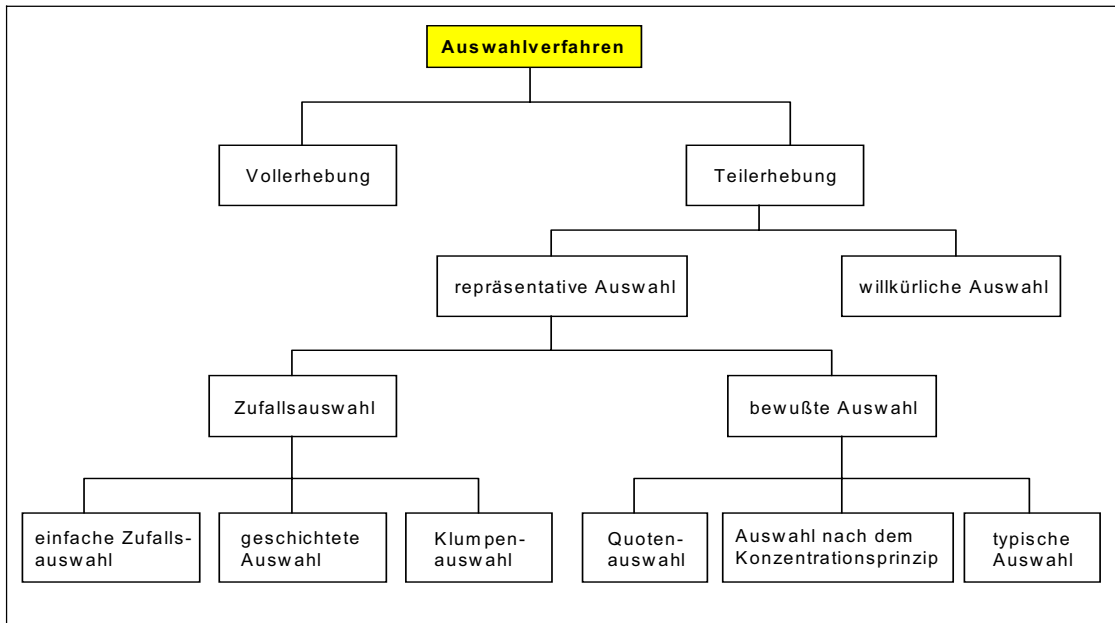 Auswahlverfahren
Vollerhebung
Teilerhebung
repräsentative Auswahl
willkürliche Auswahl
Zufallsauswahl
bewußte Auswahl
einfache Zufalls-
auswahl
geschichtete
Auswahl
Klumpen-
auswahl
Quoten-
auswahl
Auswahl nach dem
Konzentrationsprinzip
typische
Auswahl